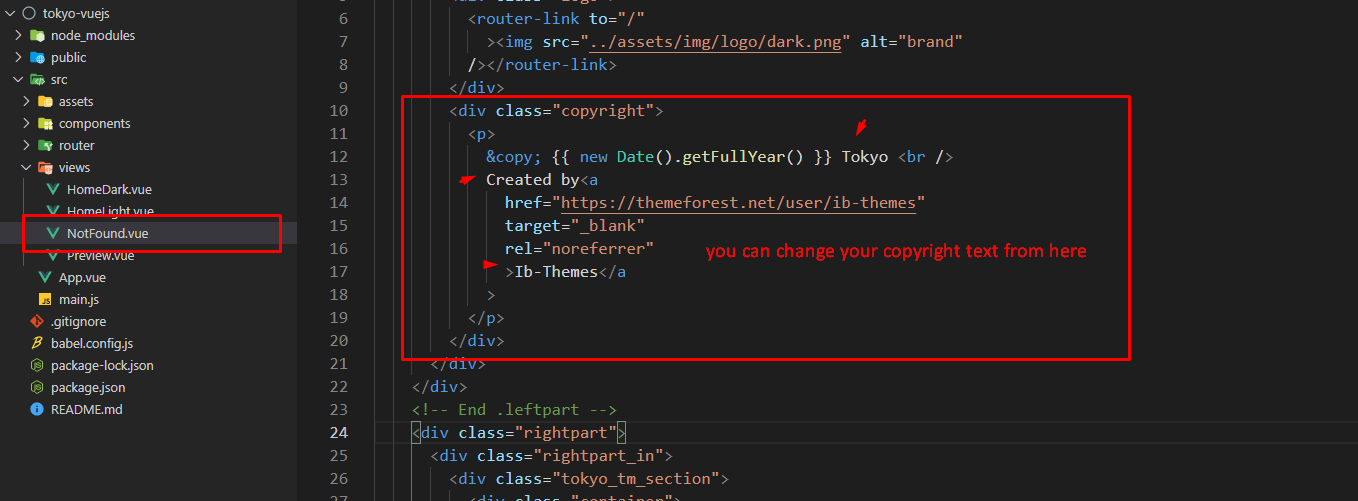 tokyo-vuejs
node_modules
public
src
assets
components
router
views
HomeDark.vue
HomeLight.vue
NotFound.vue
Preview.vue
App.vue
main.js
.gitignore
babel.config.js
package-lock.json
package.json
README.md
6 <router-link to="/"
7 ><img src="../assets/img/logo/dark.png" alt="brand"
8 /></router-link>
9 </div>
10 <div class="copyright">
11 <p>
12 &copy; {{ new Date().getFullYear() }} Tokyo <br />
13 Created by<a
14 href="https://themeforest.net/user/ib-themes"
15 target="_blank"
16 rel="noreferrer"
you can change your copyright text from here
17 >Ib-Themes</a
18 >
19 </p>
20 </div>
21 </div>
22 </div>
23 <!-- End .leftpart -->
24 <div class="rightpart">
25 <div class="rightpart_in">
26 <div class="tokyo_tm_section">
27 <div class="container">